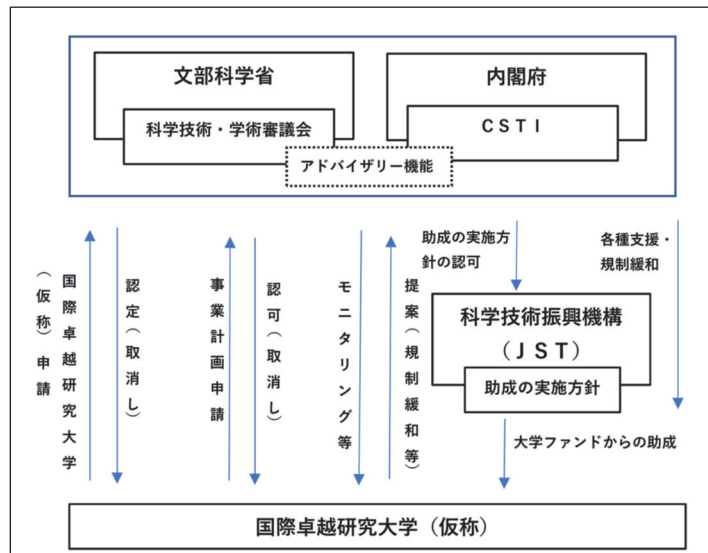 文部科学省
内閣府
科学技術・学術審議会
CSTI
アドバイザリー機能
国際卓越研究大学
(仮称)申請
認定(取消し)
事業計画申請
認可(取消し)
モニタリング等
提案(規制緩和等)
助成の実施方
針の認可
各種支援・
規制緩和
科学技術振興機構
(JST)
助成の実施方針
大学ファンドからの助成
国際卓越研究大学(仮称)